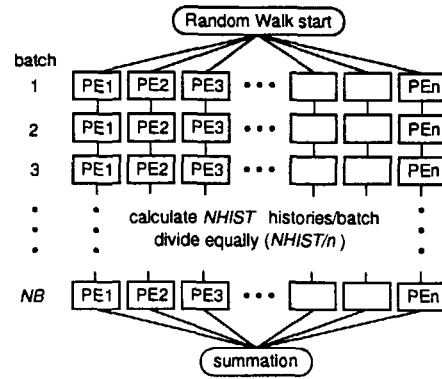 Random Walk start
batch
1 PE1 PE2 PE3 ••• PEn
2 PE1 PE2 PE3 PEn
3 PE1 PE2 PE3 PEn
calculate NHIST histories/batch
divide equally (NHIST/n)
NB PE1 PE2 PE3 ••• PEn
summation